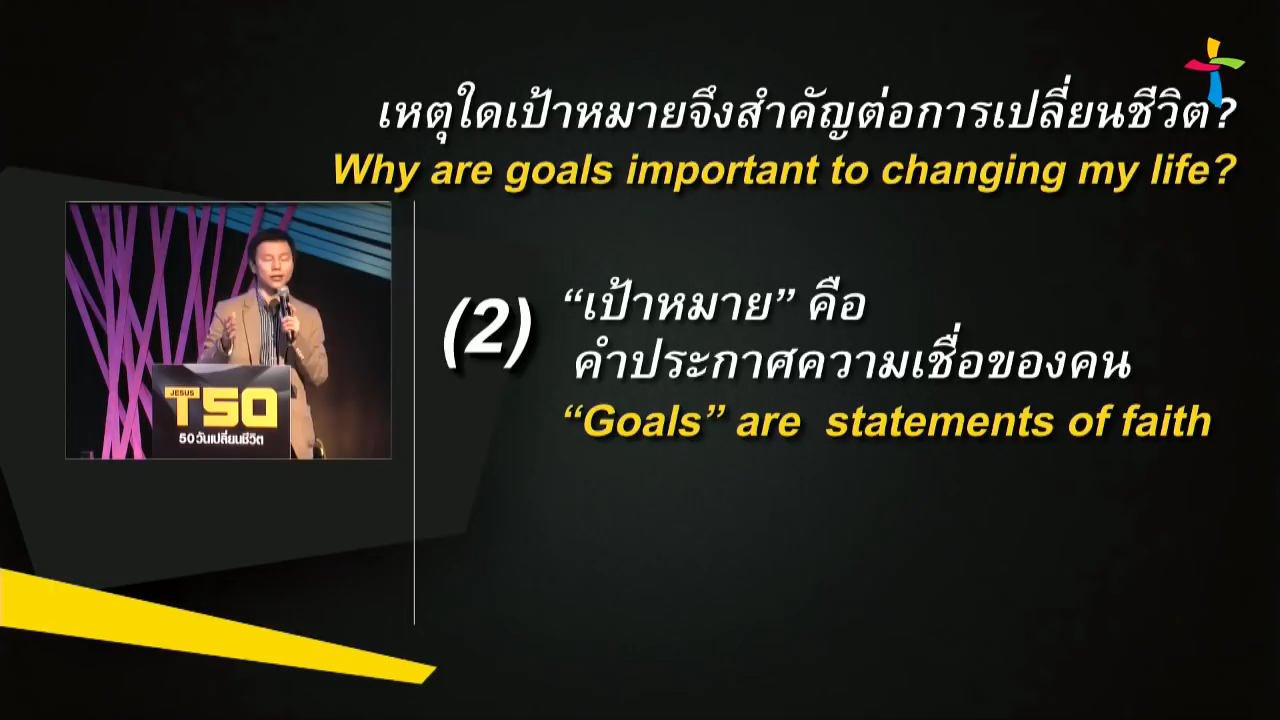 เหตุใดเป้าหมายจึงสำคัญต่อการเปลี่ยนชีวิต?
Why are goals important to changing my life?
(2)
“เป้าหมาย” คือ
คำประกาศความเชื่อของคน
“Goals” are statements of faith
JESUS
T50
50 วันเปลี่ยนชีวิต